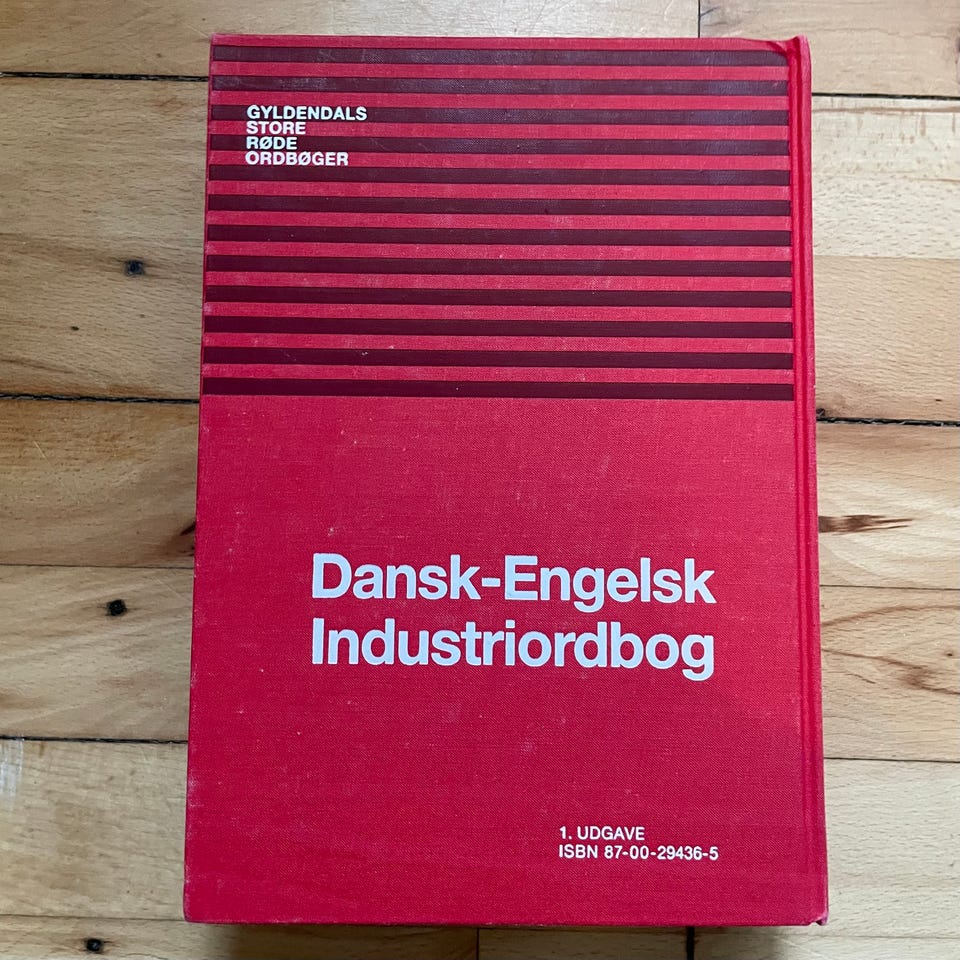 GYLDENDALS
STORE
RØDE
ORDBØGER
Dansk-Engelsk
Industriordbog
1. UDGAVE
ISBN 87-00-29436-5